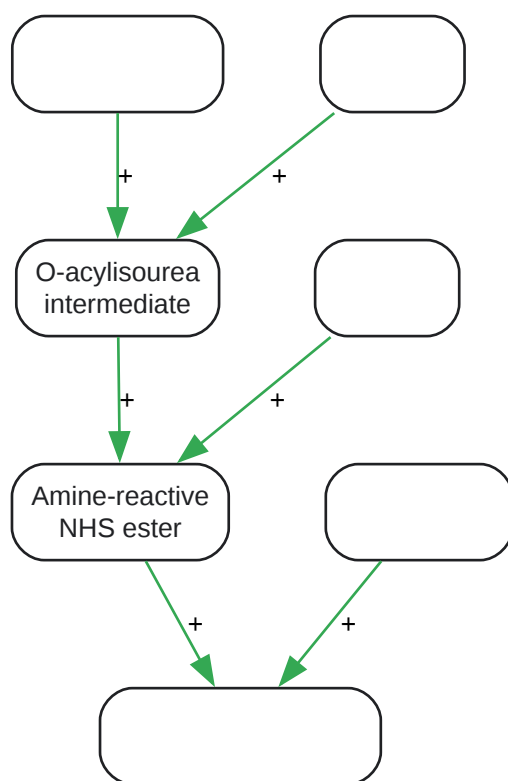 +
+
O-acylisourea
intermediate
+
+
Amine-reactive
NHS ester
+
+